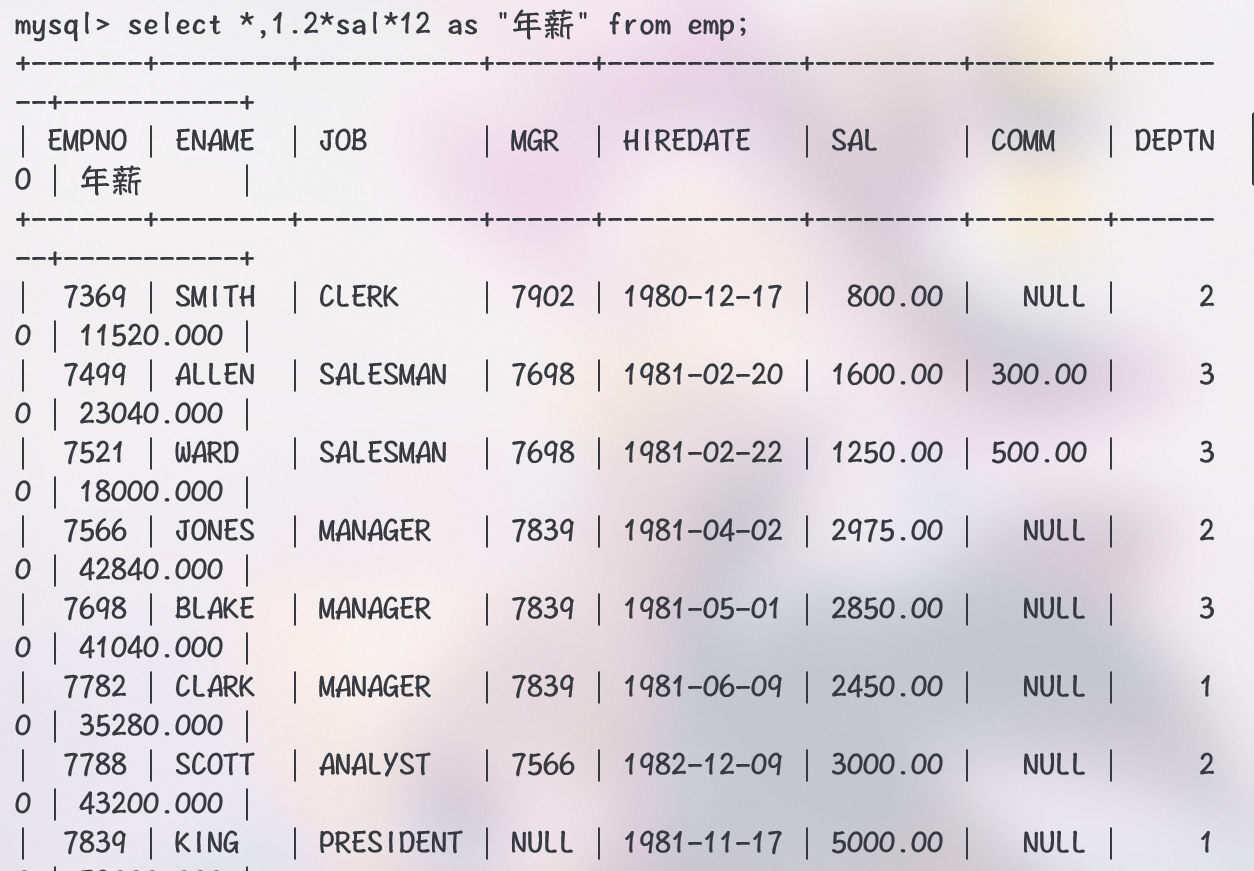 mysql> select *,1.2*sal*12 as "年薪" from emp;
+-------+--------+-----------+------+------------+---------+--------+------
--+-----------+
| EMPNO | ENAME  | JOB       | MGR  | HIREDATE   | SAL     | COMM   | DEPTN
O | 年薪      |
+-------+--------+-----------+------+------------+---------+--------+------
--+-----------+
|  7369 | SMITH  | CLERK     | 7902 | 1980-12-17 |  800.00 |   NULL |     2
0 | 11520.000 |
|  7499 | ALLEN  | SALESMAN  | 7698 | 1981-02-20 | 1600.00 | 300.00 |     3
0 | 23040.000 |
|  7521 | WARD   | SALESMAN  | 7698 | 1981-02-22 | 1250.00 | 500.00 |     3
0 | 18000.000 |
|  7566 | JONES  | MANAGER   | 7839 | 1981-04-02 | 2975.00 |   NULL |     2
0 | 42840.000 |
|  7698 | BLAKE  | MANAGER   | 7839 | 1981-05-01 | 2850.00 |   NULL |     3
0 | 41040.000 |
|  7782 | CLARK  | MANAGER   | 7839 | 1981-06-09 | 2450.00 |   NULL |     1
0 | 35280.000 |
|  7788 | SCOTT  | ANALYST   | 7566 | 1982-12-09 | 3000.00 |   NULL |     2
0 | 43200.000 |
|  7839 | KING   | PRESIDENT | NULL | 1981-11-17 | 5000.00 |   NULL |     1